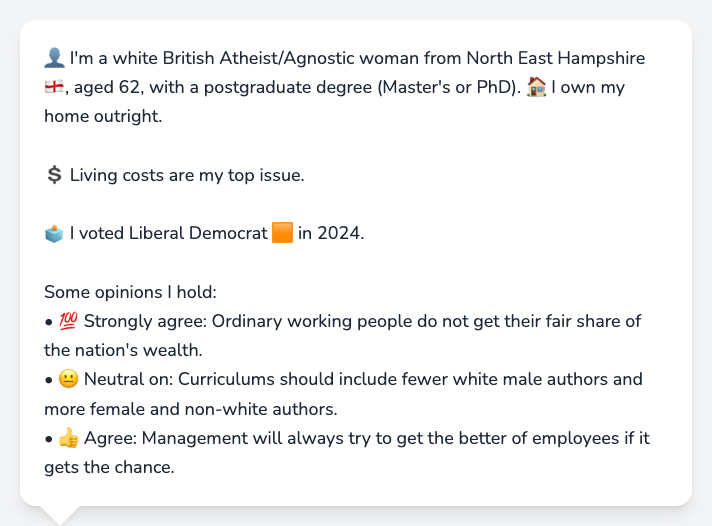 👤 I'm a white British Atheist/Agnostic woman from North East Hampshire
🏴󠁧󠁢󠁥󠁮󠁧󠁿, aged 62, with a postgraduate degree (Master's or PhD). 🏠 I own my
home outright.
💲 Living costs are my top issue.
🗳️ I voted Liberal Democrat 🟧 in 2024.
Some opinions I hold:
• 💯 Strongly agree: Ordinary working people do not get their fair share of
the nation's wealth.
• 😐 Neutral on: Curriculums should include fewer white male authors and
more female and non-white authors.
• 👍 Agree: Management will always try to get the better of employees if it
gets the chance.